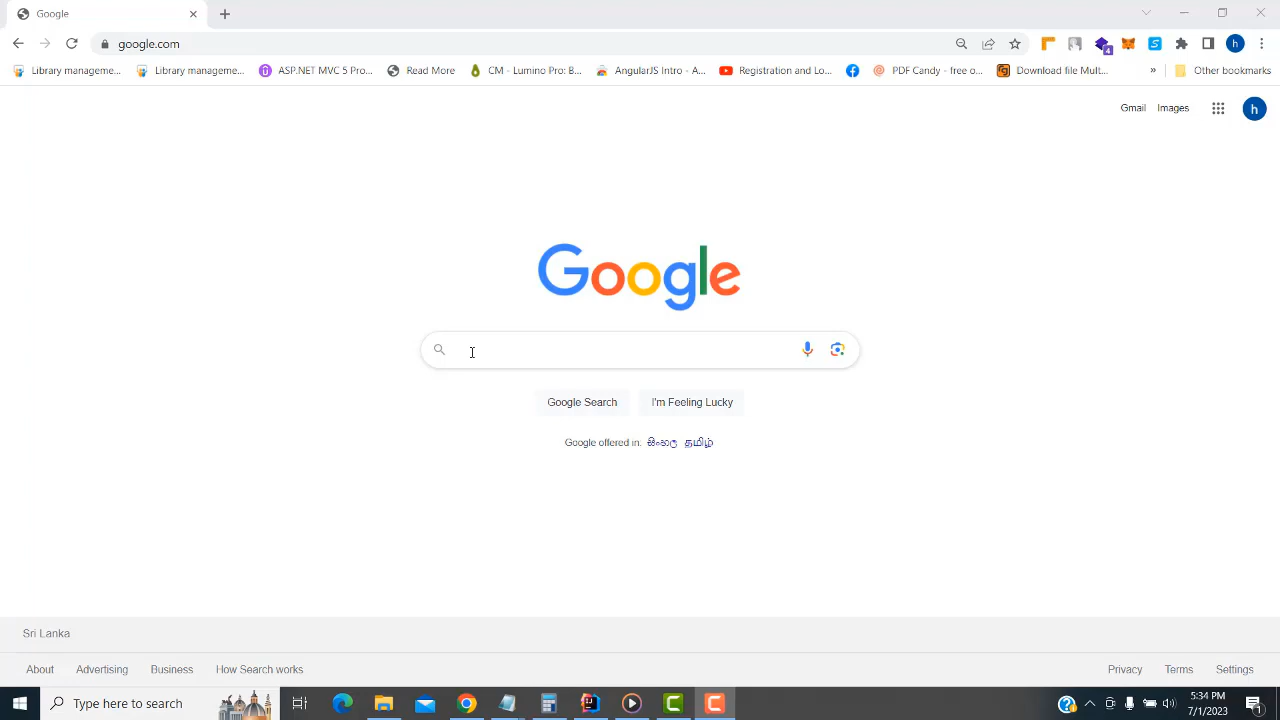 Google
google.com
Library manageme...
Library manageme...
ASP.NET MVC 5 Pro...
Read More
CM - Lumino Pro: B...
AngularJS Intro - A...
Registration and Lo...
PDF Candy - free o...
Download file Mult...
»
Other bookmarks
4
h
Gmail
Images
h
Google
Google Search
I'm Feeling Lucky
Google offered in: සිංහල தமிழ்
Sri Lanka
About
Advertising
Business
How Search works
Privacy
Terms
Settings
Type here to search
5:34 PM
7/1/2023
1